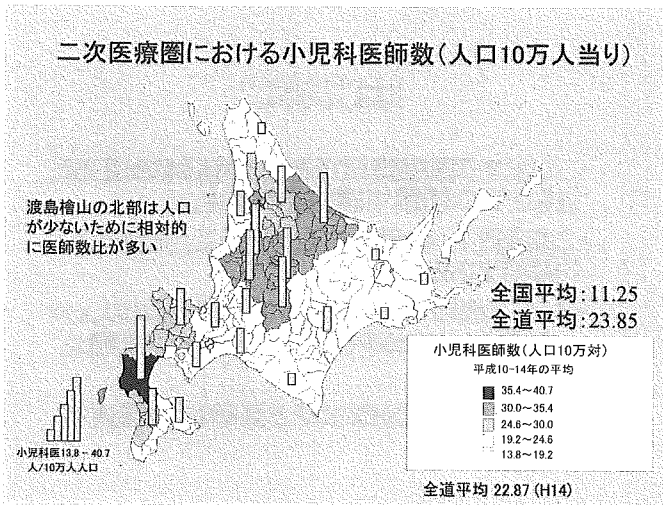 二次医療圏における小児科医師数(人口10万人当り)
渡島檜山の北部は人口
が少ないために相対的
に医師数比が多い
全国平均:11.25
全道平均:23.85
小児科医師数(人口10万対)
平成10-14年の平均
35.4〜40.7
30.0〜35.4
24.6〜30.0
19.2〜24.6
13.8〜19.2
小児科医13.8 - 40.7
人/10万人人口
全道平均 22.87 (H14)